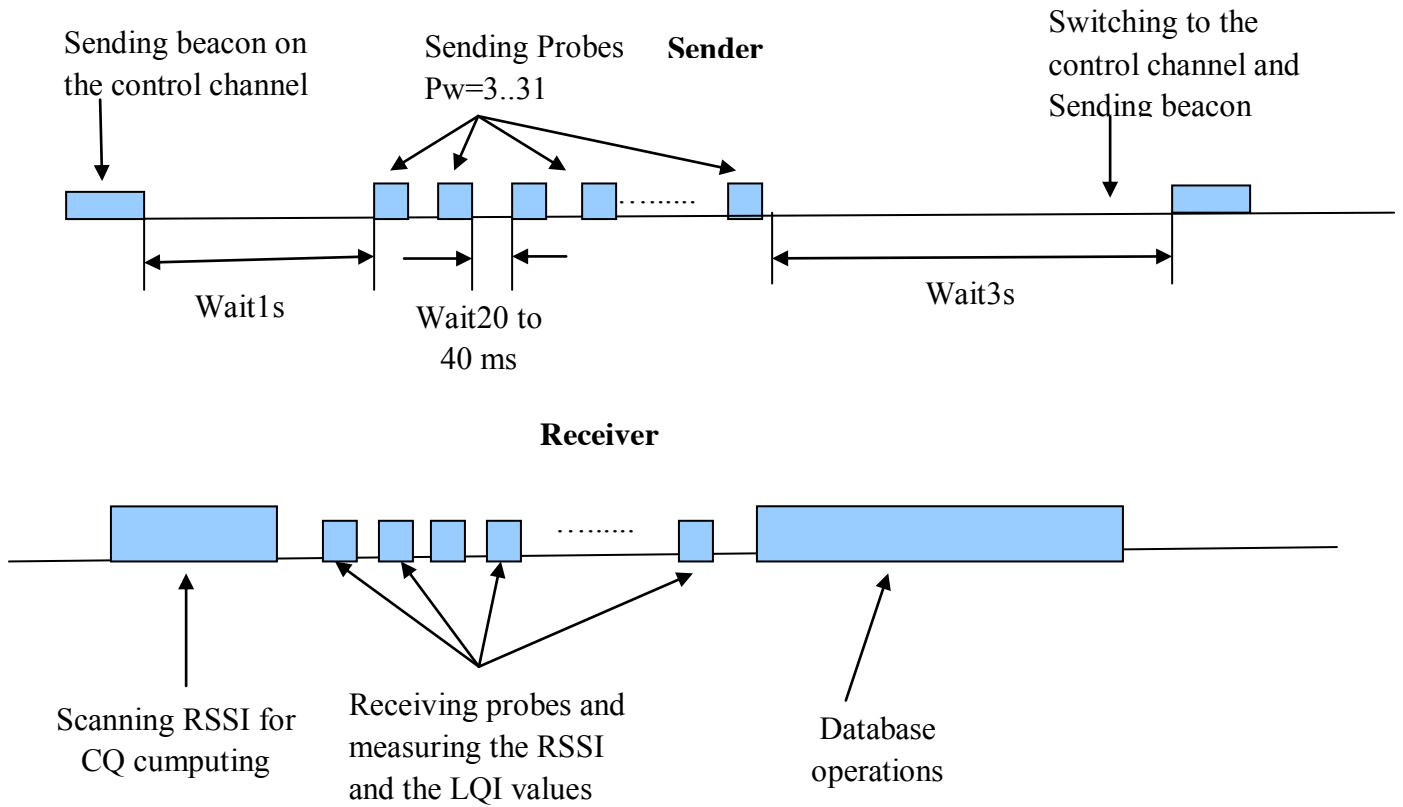 Sending beacon on
the control channel
Sending Probes
Pw=3..31
Sender
Switching to the
control channel and
Sending beacon
Wait1s
Wait20 to
40 ms
Wait3s
Receiver
Scanning RSSI for
CQ cumputing
Receiving probes and
measuring the RSSI
and the LQI values
Database
operations